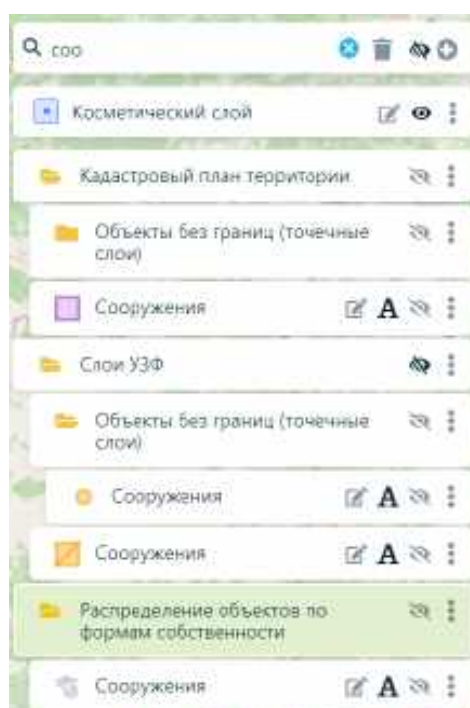 соо
Косметический слой
Кадастровый план территории
Объекты без границ (точечные
слои)
Сооружения
A
Слои УЗФ
Объекты без границ (точечные
слои)
Сооружения
A
Сооружения
A
Распределение объектов по
формам собственности
Сооружения
A